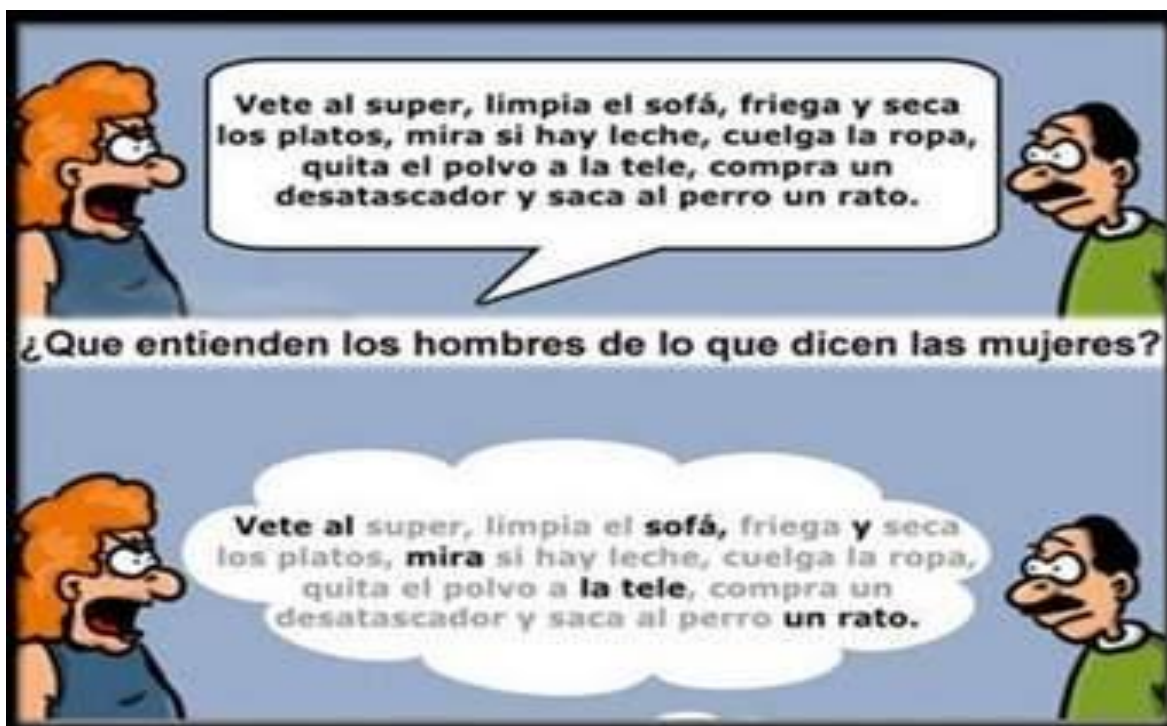 Vete al super, limpia el sofá, friega y seca
los platos, mira si hay leche, cuelga la ropa,
quita el polvo a la tele, compra un
desatascador y saca al perro un rato.
¿Que entienden los hombres de lo que dicen las mujeres?
Vete al super, limpia el sofá, friega y seca
los platos, mira si hay leche, cuelga la ropa,
quita el polvo a la tele, compra un
desatascador y saca al perro un rato.